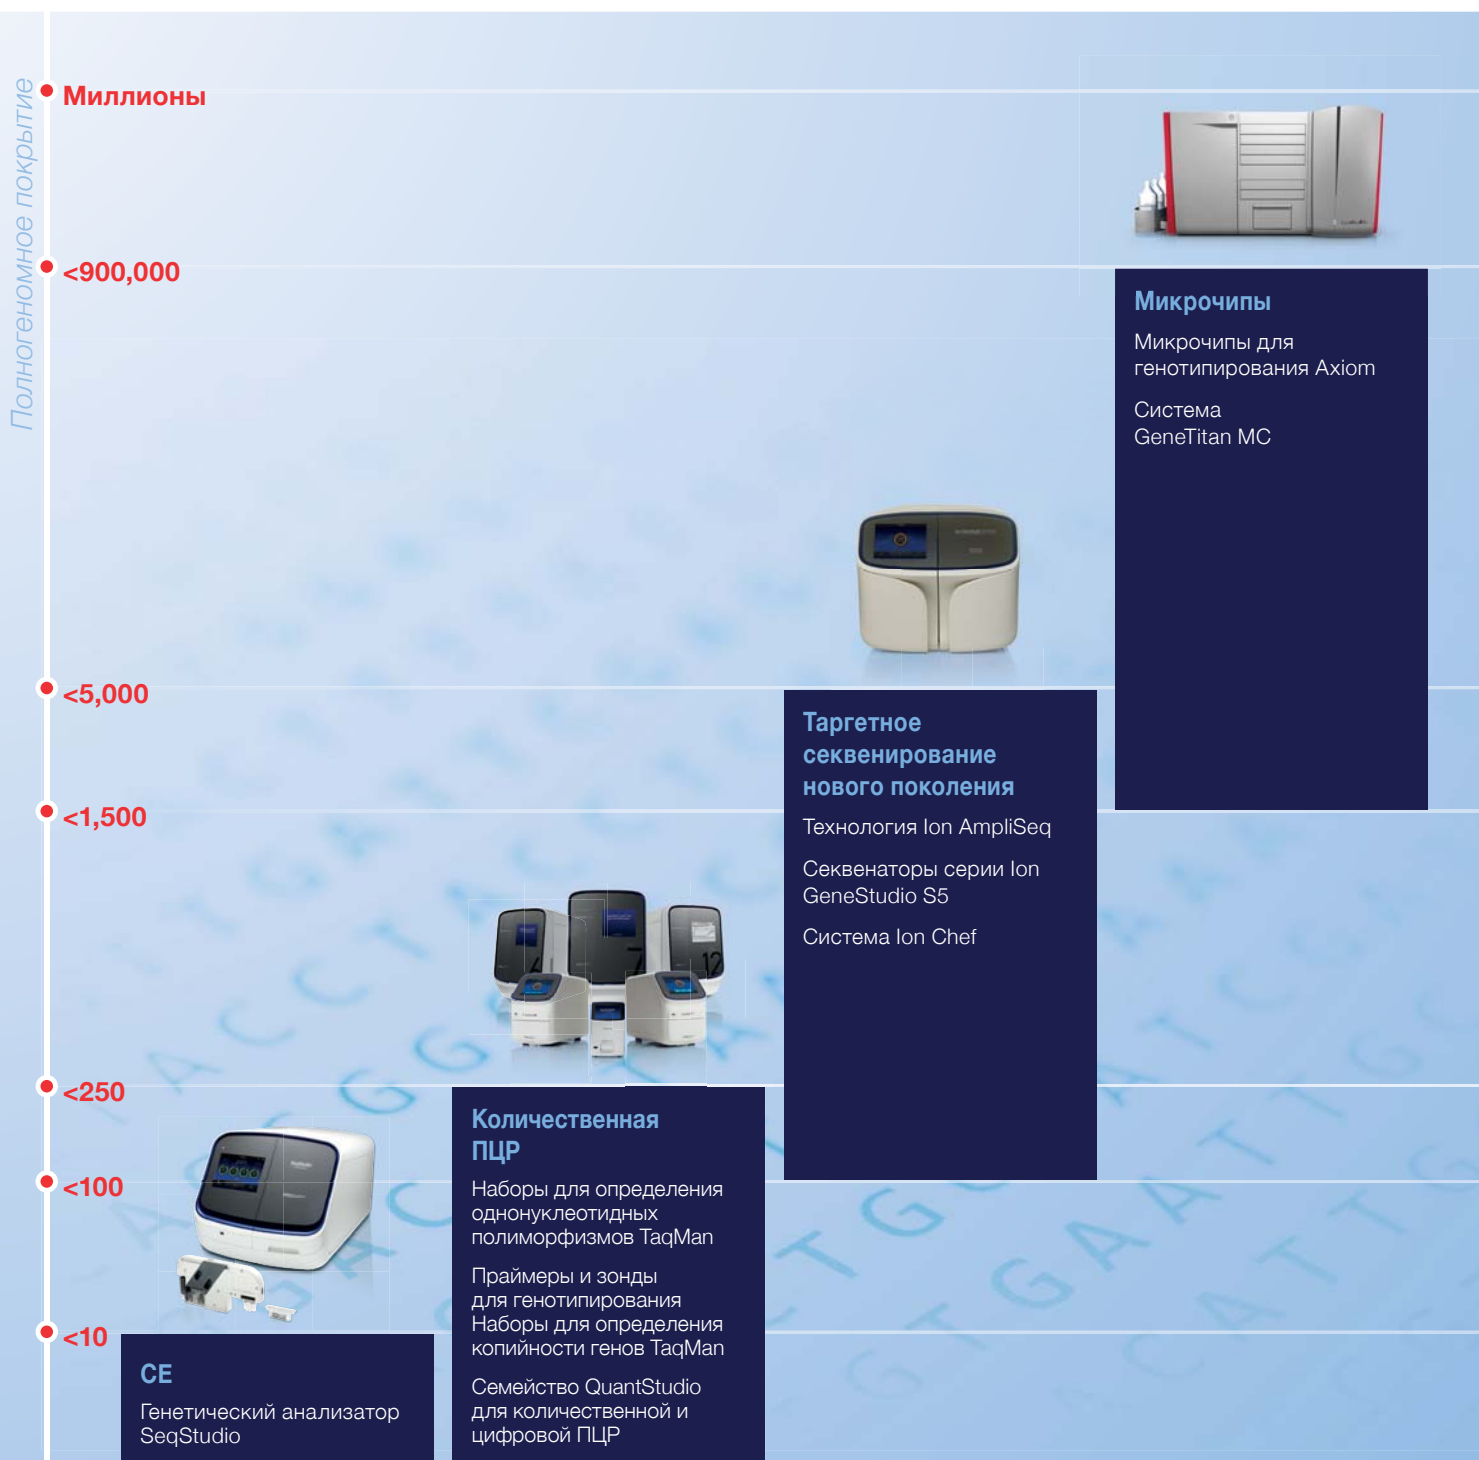 Полногеномное покрытие
Миллионы
<900,000
<5,000
<1,500
<250
<100
<10
Микрочипы
Микрочипы для
генотипирования Axiom
Система
GeneTitan MC
Таргетное
секвенирование
нового поколения
Технология Ion AmpliSeq
Секвенаторы серии Ion
GeneStudio S5
Система Ion Chef
Количественная
ПЦР
Наборы для определения
однонуклеотидных
полиморфизмов TaqMan
Праймеры и зонды
для генотипирования
Наборы для определения
копийности генов TaqMan
Семейство QuantStudio
для количественной и
цифровой ПЦР
CE
Генетический анализатор
SeqStudio